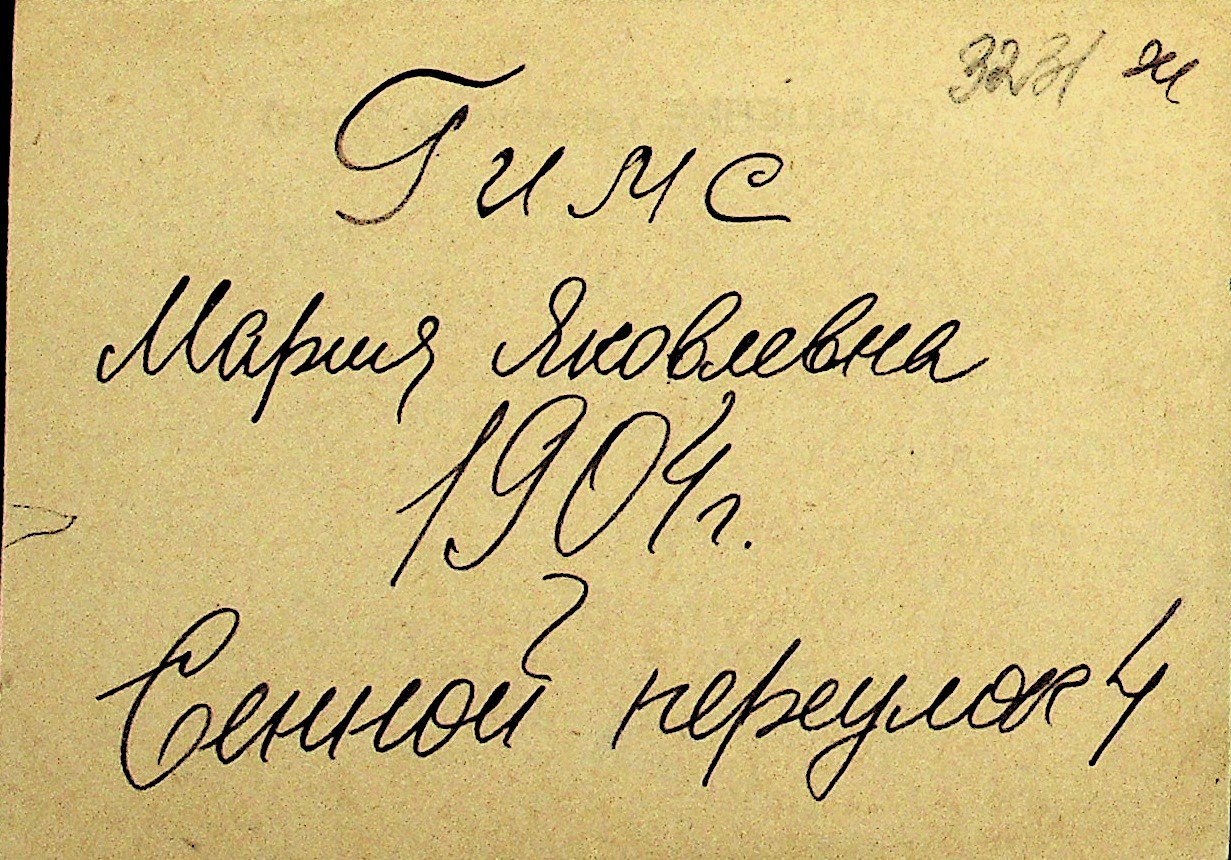 3231 ж
Гимс
Мария Яковлевна
1904г.
Сенной переулок 4